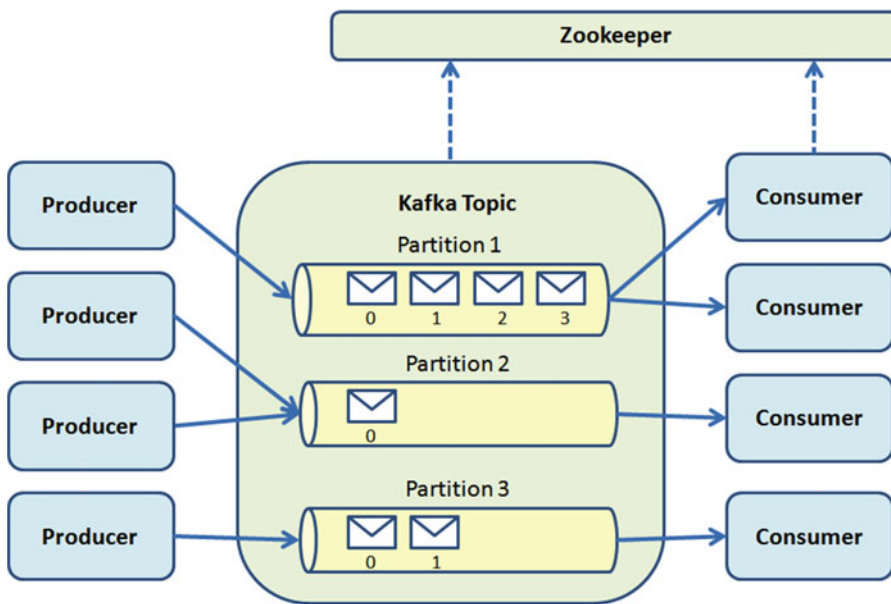 Zookeeper
Producer
Producer
Producer
Producer
Kafka Topic
Partition 1
0 1 2 3
Partition 2
0
Partition 3
0 1
Consumer
Consumer
Consumer
Consumer